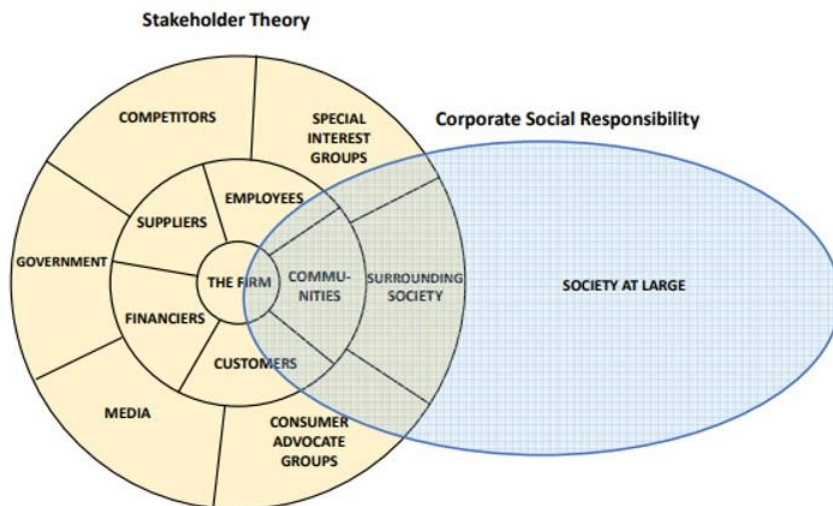 Stakeholder Theory
Corporate Social Responsibility
COMPETITORS
SPECIAL
INTEREST
GROUPS
EMPLOYEES
SUPPLIERS
GOVERNMENT
THE FIRM
COMMU-
NITIES
SURROUNDING
SOCIETY
SOCIETY AT LARGE
FINANCIERS
CUSTOMERS
MEDIA
CONSUMER
ADVOCATE
GROUPS